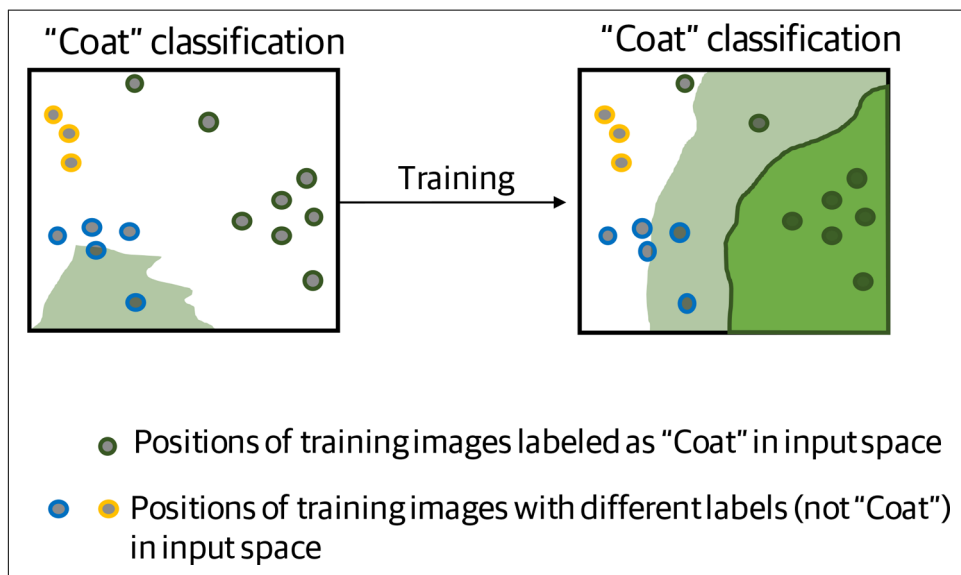 “Coat” classification
“Coat” classification
Training
Positions of training images labeled as “Coat” in input space
Positions of training images with different labels (not “Coat”)
in input space